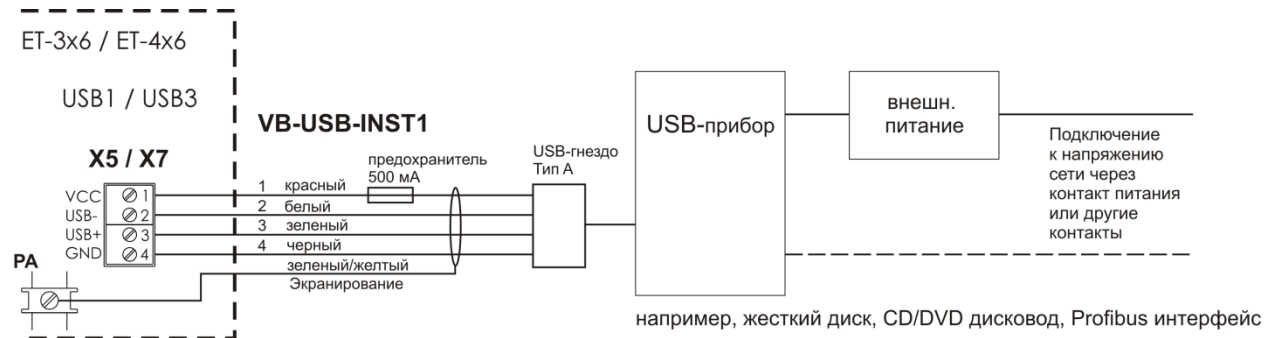 ET-3x6 / ET-4x6
USB1 / USB3
VB-USB-INST1
X5 / X7
VCC 1
USB- 2
USB+ 3
GND 4
PA
1 красный
2 белый
3 зеленый
4 черный
зеленый/желтый
Экранирование
предохранитель
500 мА
USB-гнездо
Тип А
USB-прибор
внешн.
питание
Подключение
к напряжению
сети через
контакт питания
или другие
контакты
например, жесткий диск, CD/DVD дисковод, Profibus интерфейс